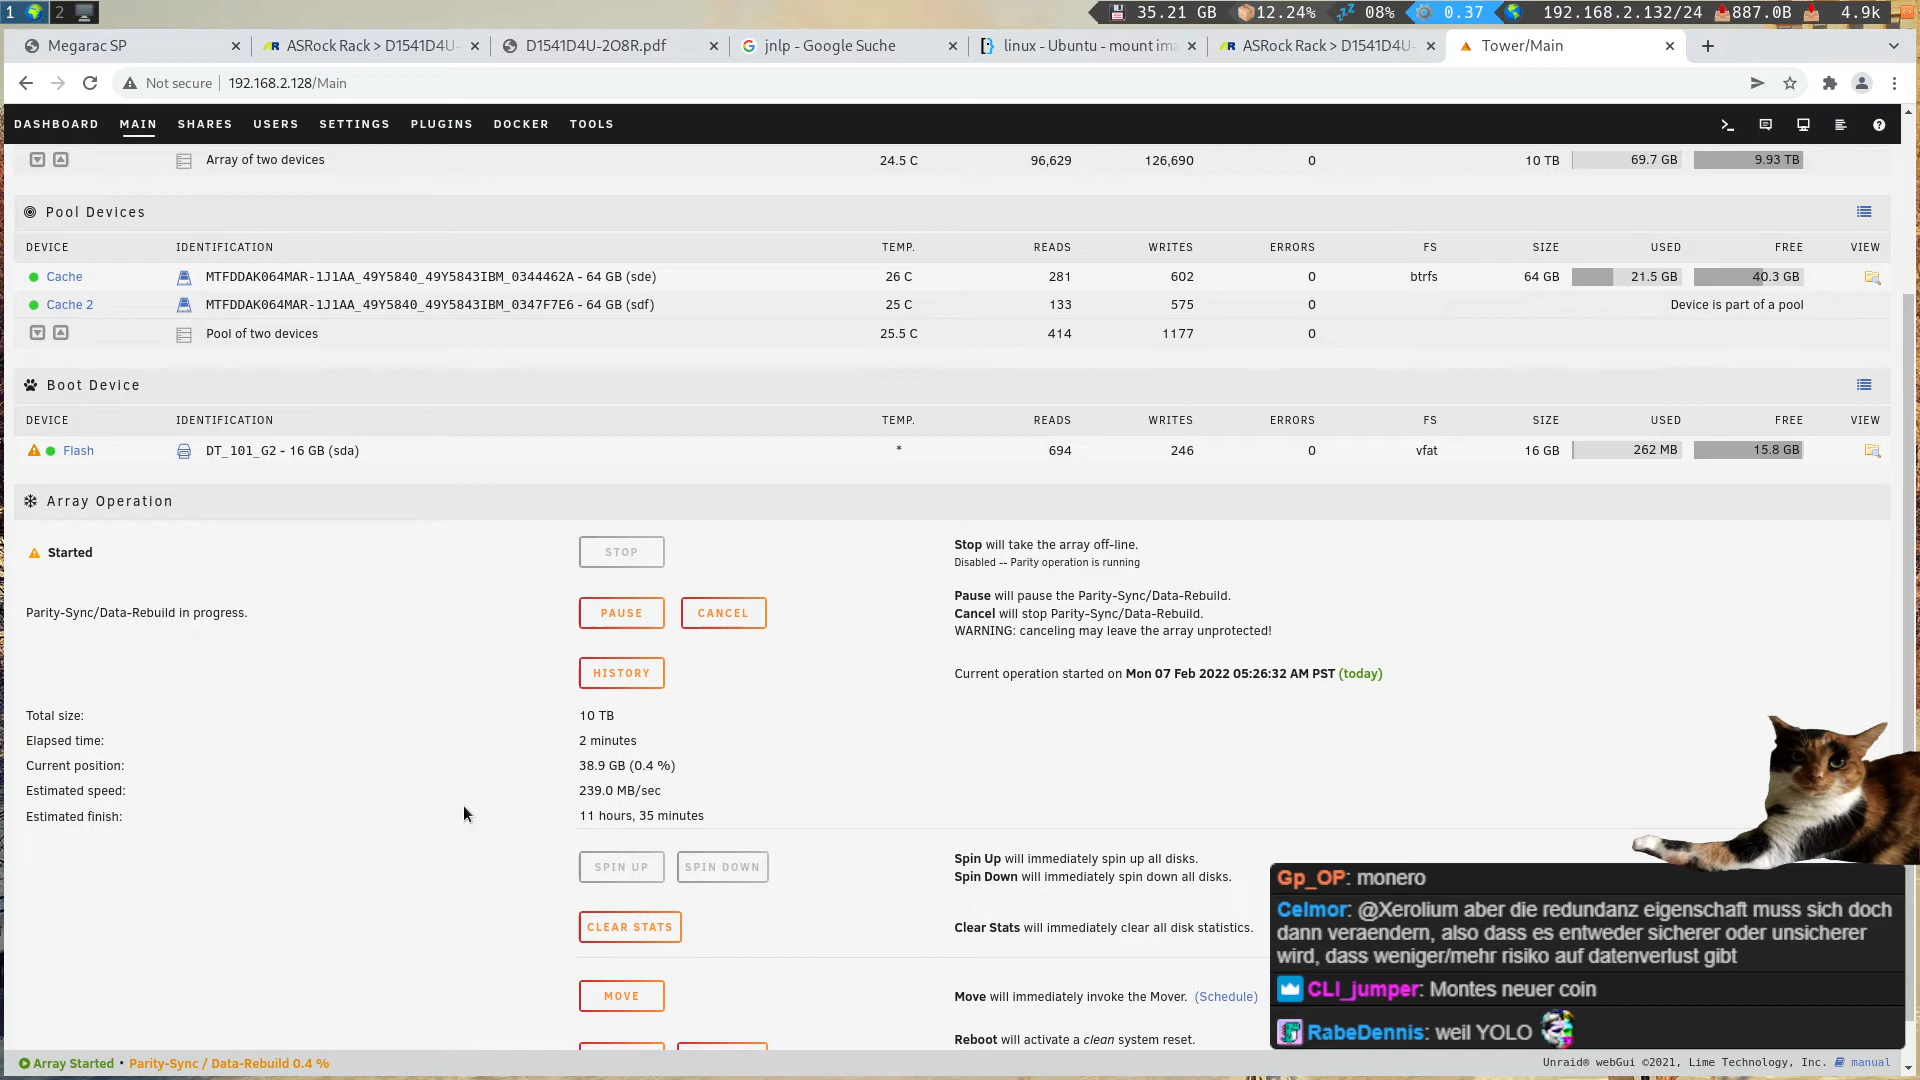 1 2 35.21 GB 12.24% 08% 0.37 192.168.2.132/24 887.0B 4.9k
Megarac SP ASRock Rack > D1541D4U- D1541D4U-2O8R.pdf jnlp - Google Suche linux - Ubuntu - mount ima ASRock Rack > D1541D4U- Tower/Main
Not secure 192.168.2.128/Main
DASHBOARD MAIN SHARES USERS SETTINGS PLUGINS DOCKER TOOLS
Array of two devices 24.5 C 96,629 126,690 0 10 TB 69.7 GB 9.93 TB
Pool Devices
DEVICE IDENTIFICATION TEMP. READS WRITES ERRORS FS SIZE USED FREE VIEW
Cache MTFDDAK064MAR-1J1AA_49Y5840_49Y5843IBM_0344462A - 64 GB (sde) 26 C 281 602 0 btrfs 64 GB 21.5 GB 40.3 GB
Cache 2 MTFDDAK064MAR-1J1AA_49Y5840_49Y5843IBM_0347F7E6 - 64 GB (sdf) 25 C 133 575 0 Device is part of a pool
Pool of two devices 25.5 C 414 1177 0
Boot Device
DEVICE IDENTIFICATION TEMP. READS WRITES ERRORS FS SIZE USED FREE VIEW
Flash DT_101_G2 - 16 GB (sda) * 694 246 0 vfat 16 GB 262 MB 15.8 GB
Array Operation
Started STOP Stop will take the array off-line.
Disabled -- Parity operation is running
Parity-Sync/Data-Rebuild in progress. PAUSE CANCEL Pause will pause the Parity-Sync/Data-Rebuild.
Cancel will stop Parity-Sync/Data-Rebuild.
WARNING: canceling may leave the array unprotected!
HISTORY Current operation started on Mon 07 Feb 2022 05:26:32 AM PST (today)
Total size: 10 TB
Elapsed time: 2 minutes
Current position: 38.9 GB (0.4 %)
Estimated speed: 239.0 MB/sec
Estimated finish: 11 hours, 35 minutes
SPIN UP SPIN DOWN Spin Up will immediately spin up all disks.
Spin Down will immediately spin down all disks.
CLEAR STATS Clear Stats will immediately clear all disk statistics.
MOVE Move will immediately invoke the Mover. (Schedule)
Reboot will activate a clean system reset.
Gp_OP: monero
Celmor: @Xerolium aber die redundanz eigenschaft muss sich doch
dann veraendern, also dass es entweder sicherer oder unsicherer
wird, dass weniger/mehr risiko auf datenverlust gibt
CLI_jumper: Montes neuer coin
RabeDennis: weil YOLO
Array Started • Parity-Sync / Data-Rebuild 0.4 % Unraid® webGui ©2021, Lime Technology, Inc. manual